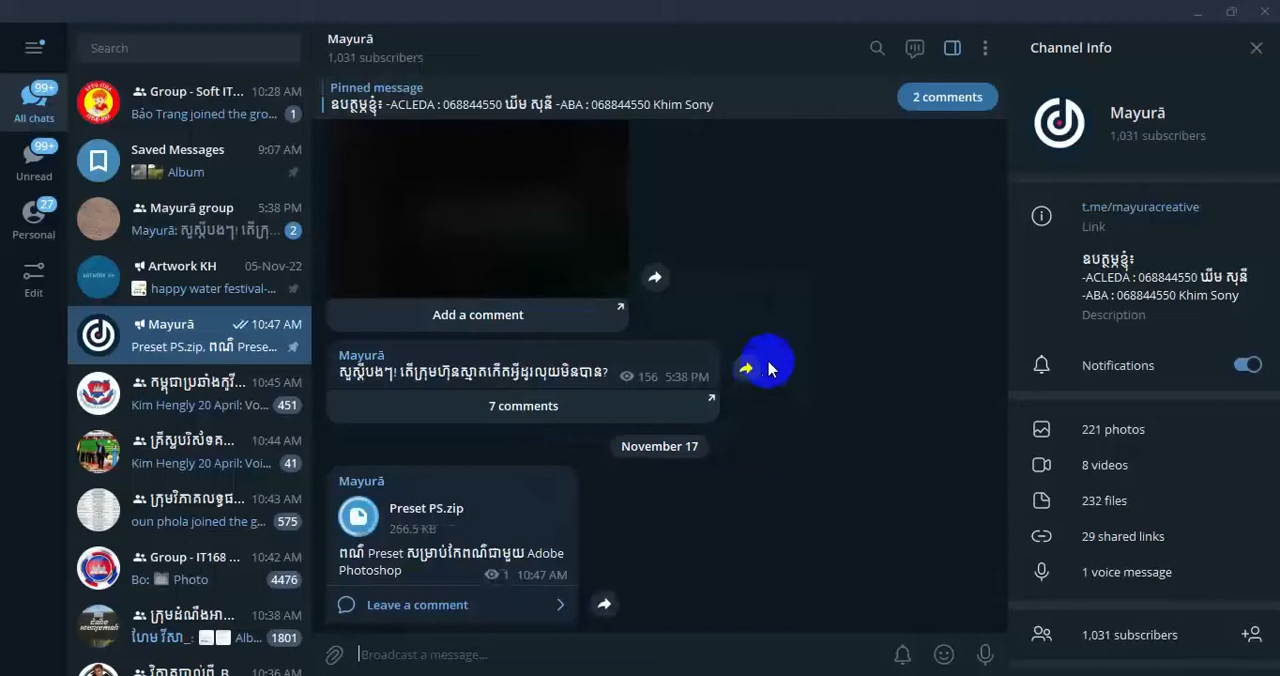 Search
All chats
99+
Unread
99+
Personal
27
Edit
Group - Soft IT... 10:28 AM
Bảo Trang joined the gro... 1
Saved Messages 9:07 AM
Album
Mayurā group 5:38 PM
Mayurā: សួស្តីបងៗ! តើក្រុ... 2
Artwork KH 05-Nov-22
happy water festival-...
Mayurā 10:47 AM
Preset PS.zip, ពណ៌ Prese...
កម្ពុជាប្រឆាំងកូវី... 10:45 AM
Kim Hengly 20 April: Vo... 451
គ្រីស្ទបរិស័ទគ... 10:44 AM
Kim Hengly 20 April: Voi... 41
ក្រុមវិភាគលទ្ធផ... 10:43 AM
oun phola joined the g... 575
Group - IT168 ... 10:42 AM
Bo: Photo 4476
ក្រុមដំណឹងអា... 10:38 AM
ហែម វីសា_: Alb... 1801
10:36 AM
Mayurā
1,031 subscribers
Pinned message
ឧបត្ថម្ភខ្ញុំ៖ -ACLEDA : 068844550 ឃឹម សុនី -ABA : 068844550 Khim Sony
2 comments
Add a comment
Mayurā
សួស្តីបងៗ! តើក្រុមហ៊ុនស្មាតកើតអ្វីដូរលុយមិនបាន? 156 5:38 PM
7 comments
November 17
Mayurā
Preset PS.zip
266.5 KB
ពណ៌ Preset សម្រាប់កែពណ៌ជាមួយ Adobe
Photoshop 1 10:47 AM
Leave a comment
Broadcast a message...
Channel Info
Mayurā
1,031 subscribers
t.me/mayuracreative
Link
ឧបត្ថម្ភខ្ញុំ៖
-ACLEDA : 068844550 ឃឹម សុនី
-ABA : 068844550 Khim Sony
Description
Notifications
221 photos
8 videos
232 files
29 shared links
1 voice message
1,031 subscribers